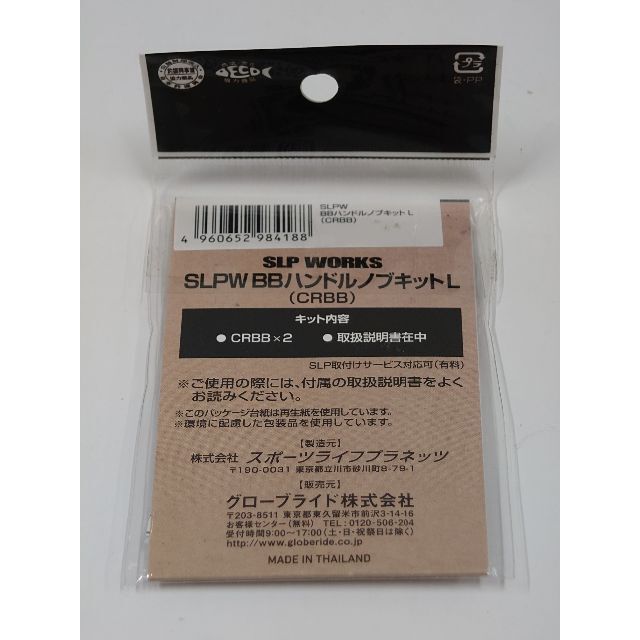 ECO
協力商品
プラ
袋:PP
SLPW
BBハンドルノブキット L
(CRBB)
4 960652 984188
SLP WORKS
SLPW BBハンドルノブキットL
(CRBB)
キット内容
● CRBB×2 ● 取扱説明書在中
SLP取付けサービス対応可(有料)
※ご使用の際には、付属の取扱説明書をよく
お読みください。
※このパッケージ台紙は再生紙を使用しています。
※環境に配慮した包装品を使用しています。
【製造元】
株式会社 スポーツライフプラネッツ
〒190-0031 東京都立川市砂川町8-79-1
【販売元】
グローブライド株式会社
〒203-8511 東京都東久留米市前沢3-14-16
お客様センター(無料) TEL:0120-506-204
受付時間9:00~17:00(土・日・祝祭日は除く)
http://www.globeride.co.jp
MADE IN THAILAND